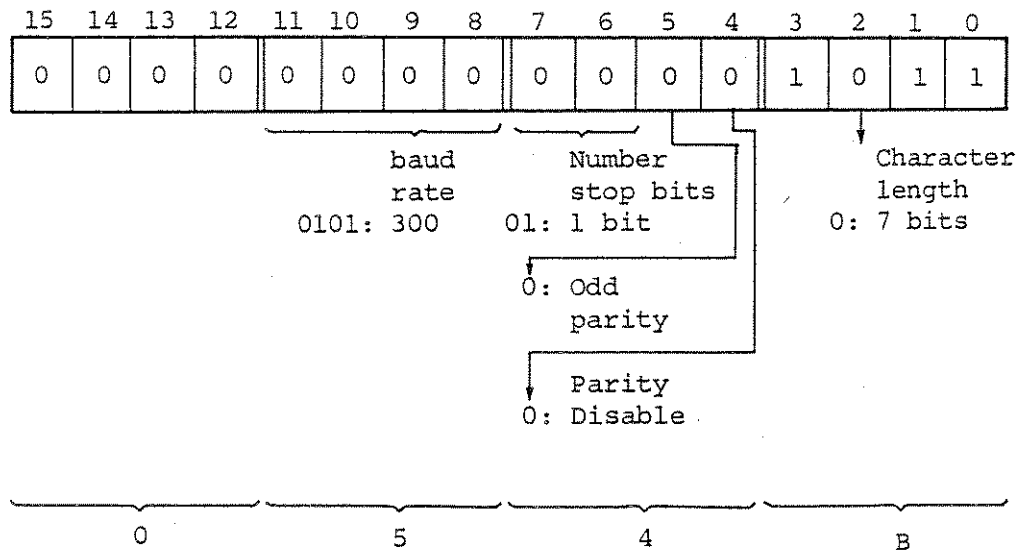 15 14 13 12 11 10 9 8 7 6 5 4 3 2 1 0
0 0 0 0 0 0 0 0 0 0 0 0 1 0 1 1
baud
rate
0101: 300
Number
stop bits
01: 1 bit
Character
length
0: 7 bits
0: Odd
parity
Parity
0: Disable
0 5 4 B